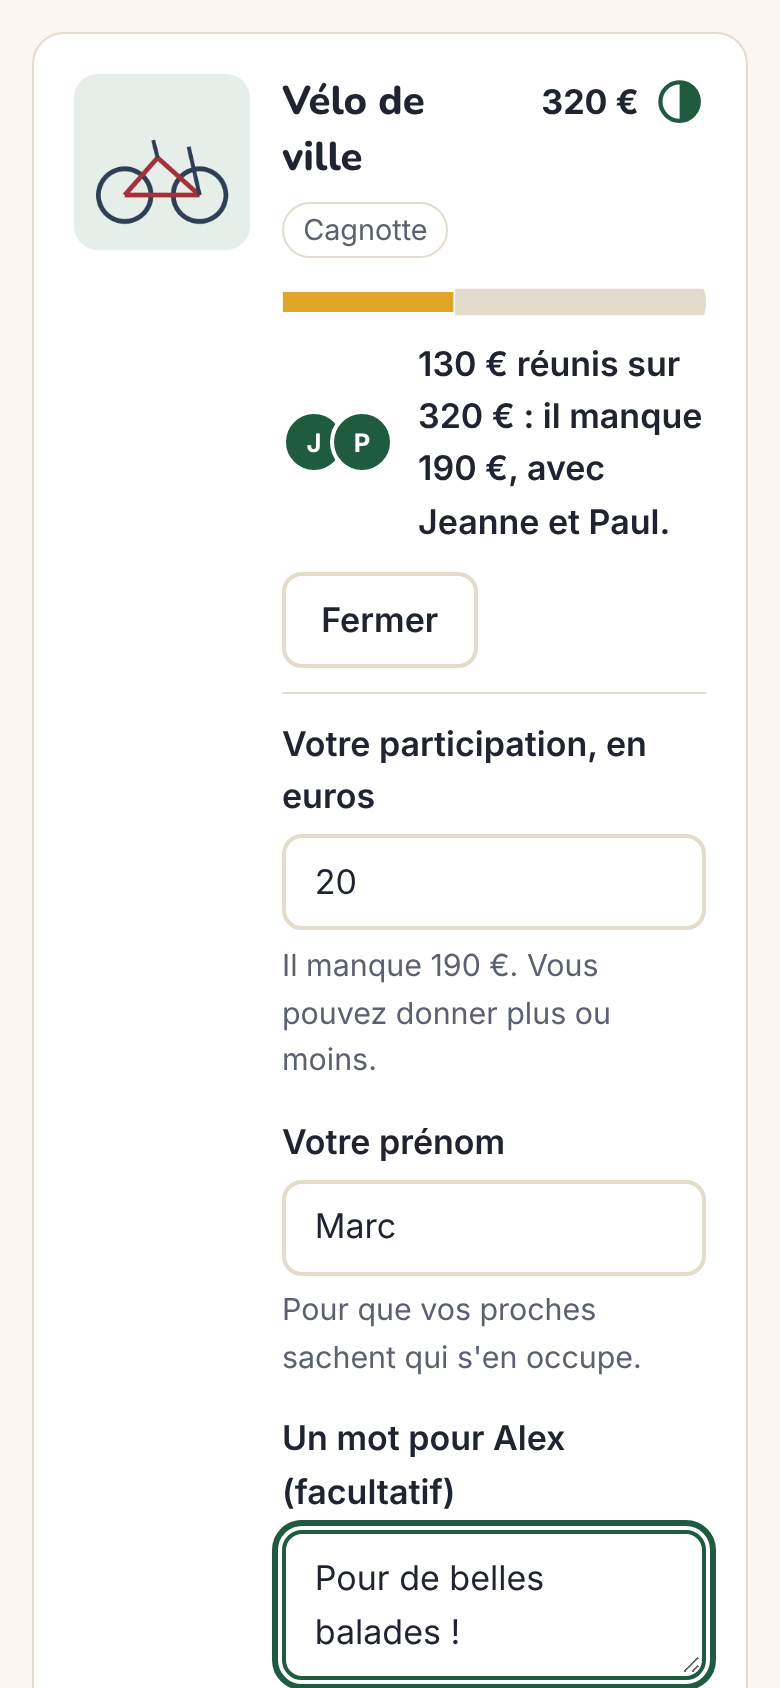 Vélo de
ville
320 €
Cagnotte
J P
130 € réunis sur
320 € : il manque
190 €, avec
Jeanne et Paul.
Fermer
Votre participation, en
euros
20
Il manque 190 €. Vous
pouvez donner plus ou
moins.
Votre prénom
Marc
Pour que vos proches
sachent qui s'en occupe.
Un mot pour Alex
(facultatif)
Pour de belles
balades !